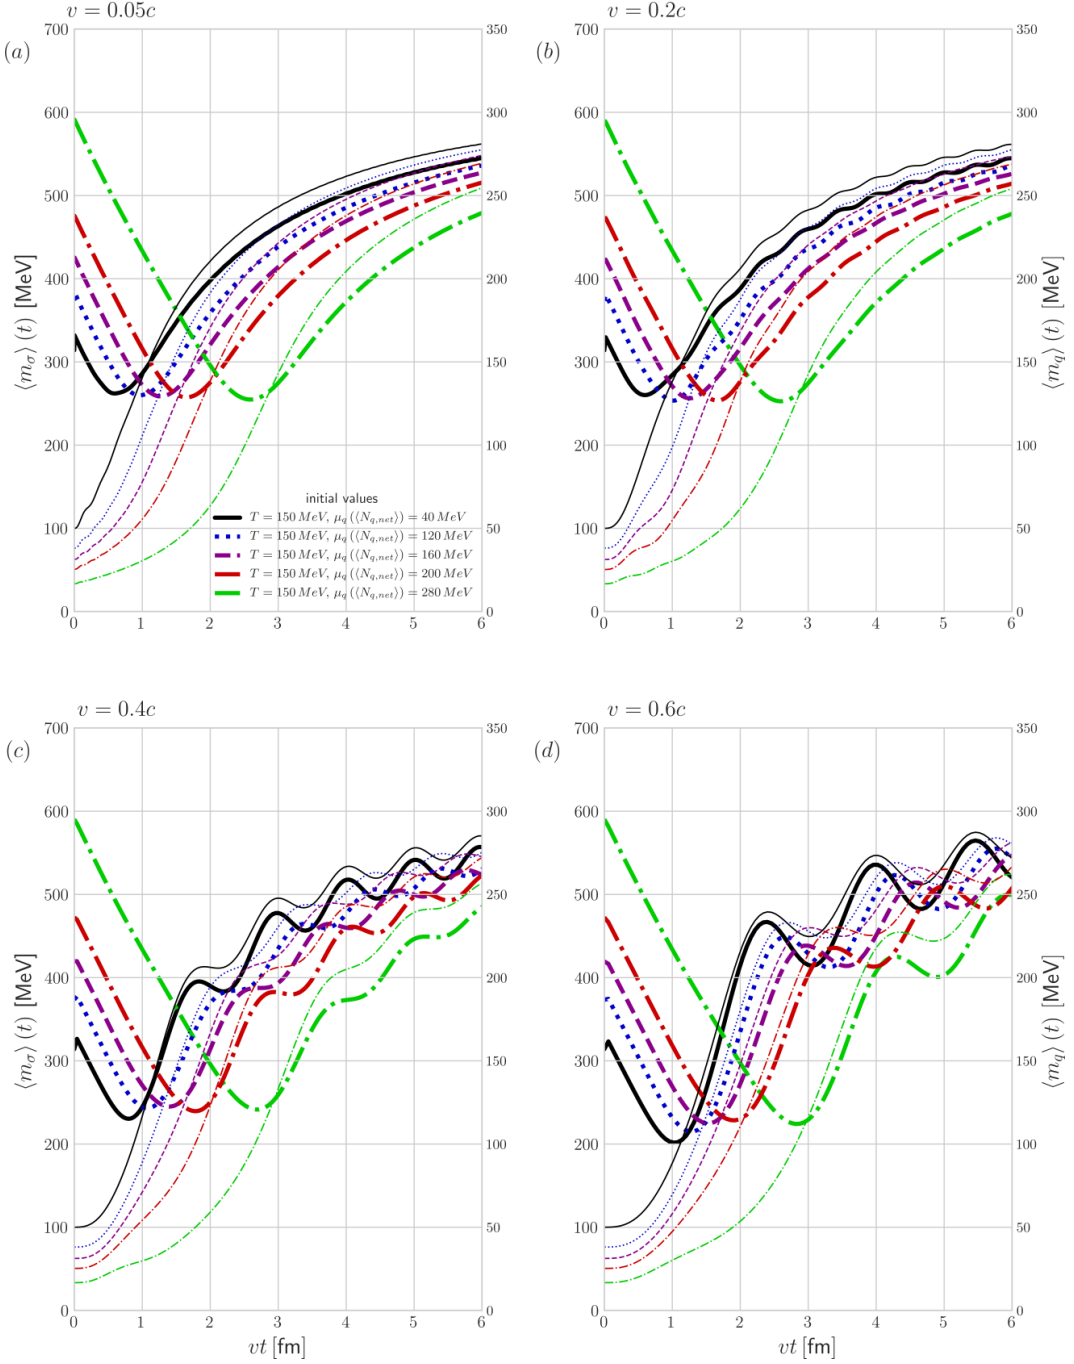 v = 0.05c
(a)
700
600
500
400
300
200
100
0
⟨m_σ⟩ (t) [MeV]
350
300
250
200
150
100
50
0
0 1 2 3 4 5 6
initial values
T = 150 MeV, μ_q (⟨N_{q,net}⟩) = 40 MeV
T = 150 MeV, μ_q (⟨N_{q,net}⟩) = 120 MeV
T = 150 MeV, μ_q (⟨N_{q,net}⟩) = 160 MeV
T = 150 MeV, μ_q (⟨N_{q,net}⟩) = 200 MeV
T = 150 MeV, μ_q (⟨N_{q,net}⟩) = 280 MeV
v = 0.2c
(b)
700
600
500
400
300
200
100
0
350
300
250
200
150
100
50
0
⟨m_q⟩ (t) [MeV]
0 1 2 3 4 5 6
v = 0.4c
(c)
700
600
500
400
300
200
100
0
⟨m_σ⟩ (t) [MeV]
350
300
250
200
150
100
50
0
0 1 2 3 4 5 6
vt [fm]
v = 0.6c
(d)
700
600
500
400
300
200
100
0
350
300
250
200
150
100
50
0
⟨m_q⟩ (t) [MeV]
0 1 2 3 4 5 6
vt [fm]